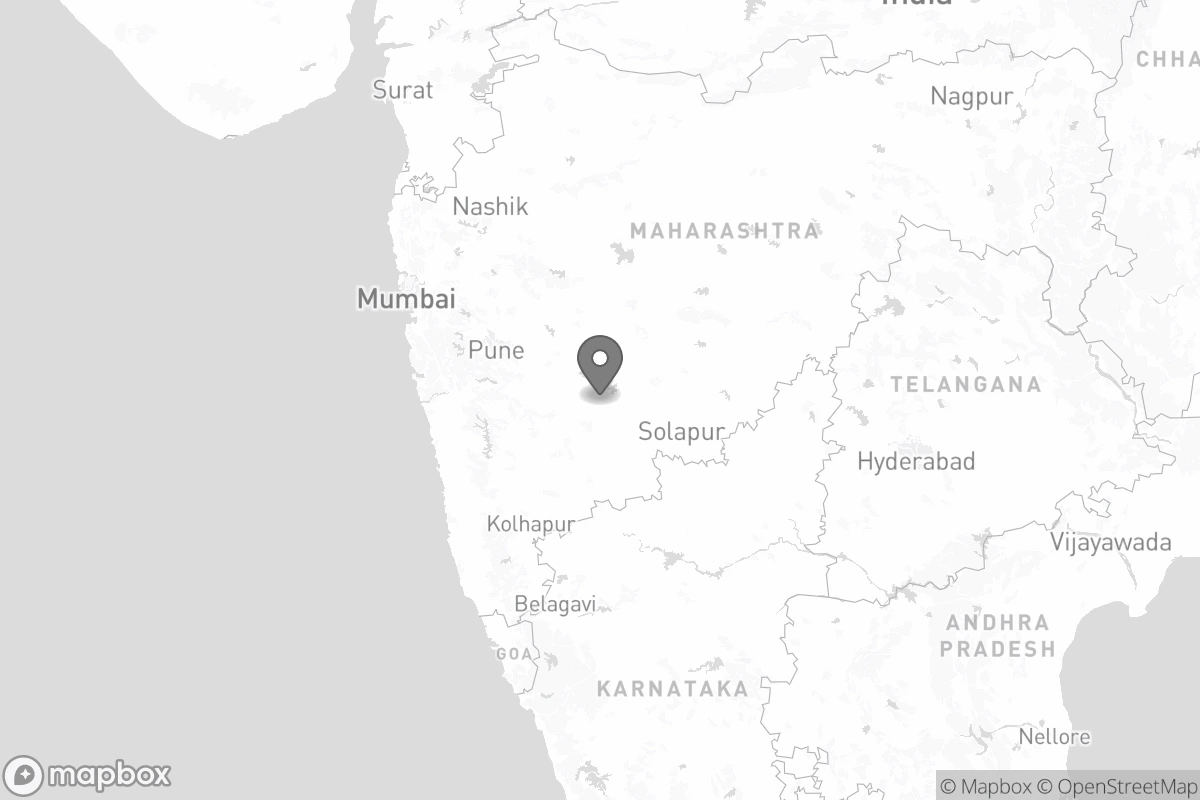 India
CHHA
Surat
Nagpur
Nashik
MAHARASHTRA
Mumbai
Pune
TELANGANA
Solapur
Hyderabad
Kolhapur
Vijayawada
Belagavi
ANDHRA
PRADESH
GOA
KARNATAKA
Nellore
mapbox
© Mapbox © OpenStreetMap